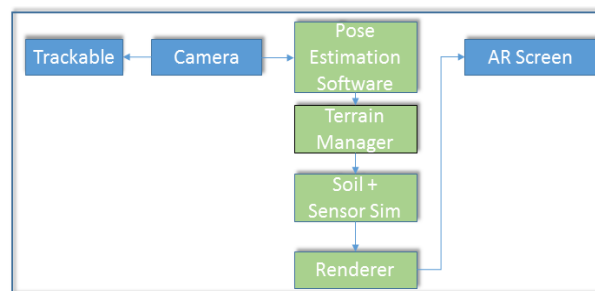 Trackable
Camera
Pose
Estimation
Software
AR Screen
Terrain
Manager
Soil +
Sensor Sim
Renderer